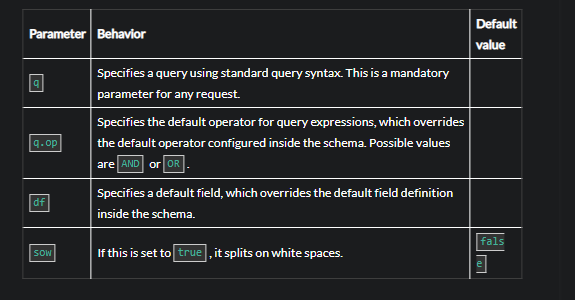 Default
Parameter Behavior
value
Specifies a query using standard query syntax. This is a mandatory
q
parameter for any request.
Specifies the default operator for query expressions, which overrides
q.op the default operator configured inside the schema. Possible values
are AND or OR .
Specifies a default field, which overrides the default field definition
df
inside the schema.
fals
sow If this is set to true , it splits on white spaces.
e